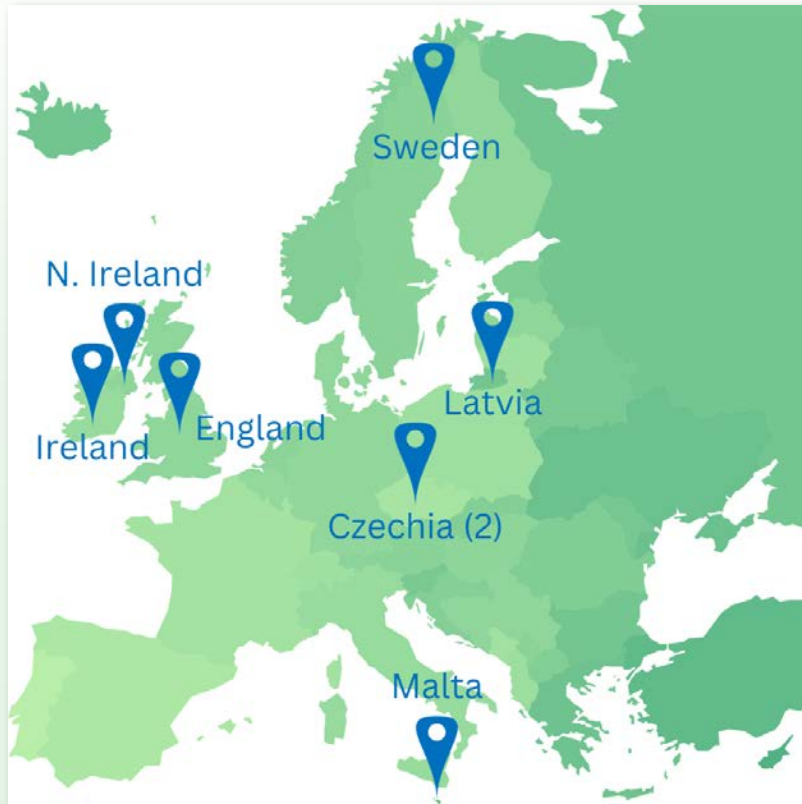 Sweden
N. Ireland
Latvia
England
Ireland
Czechia (2)
Malta